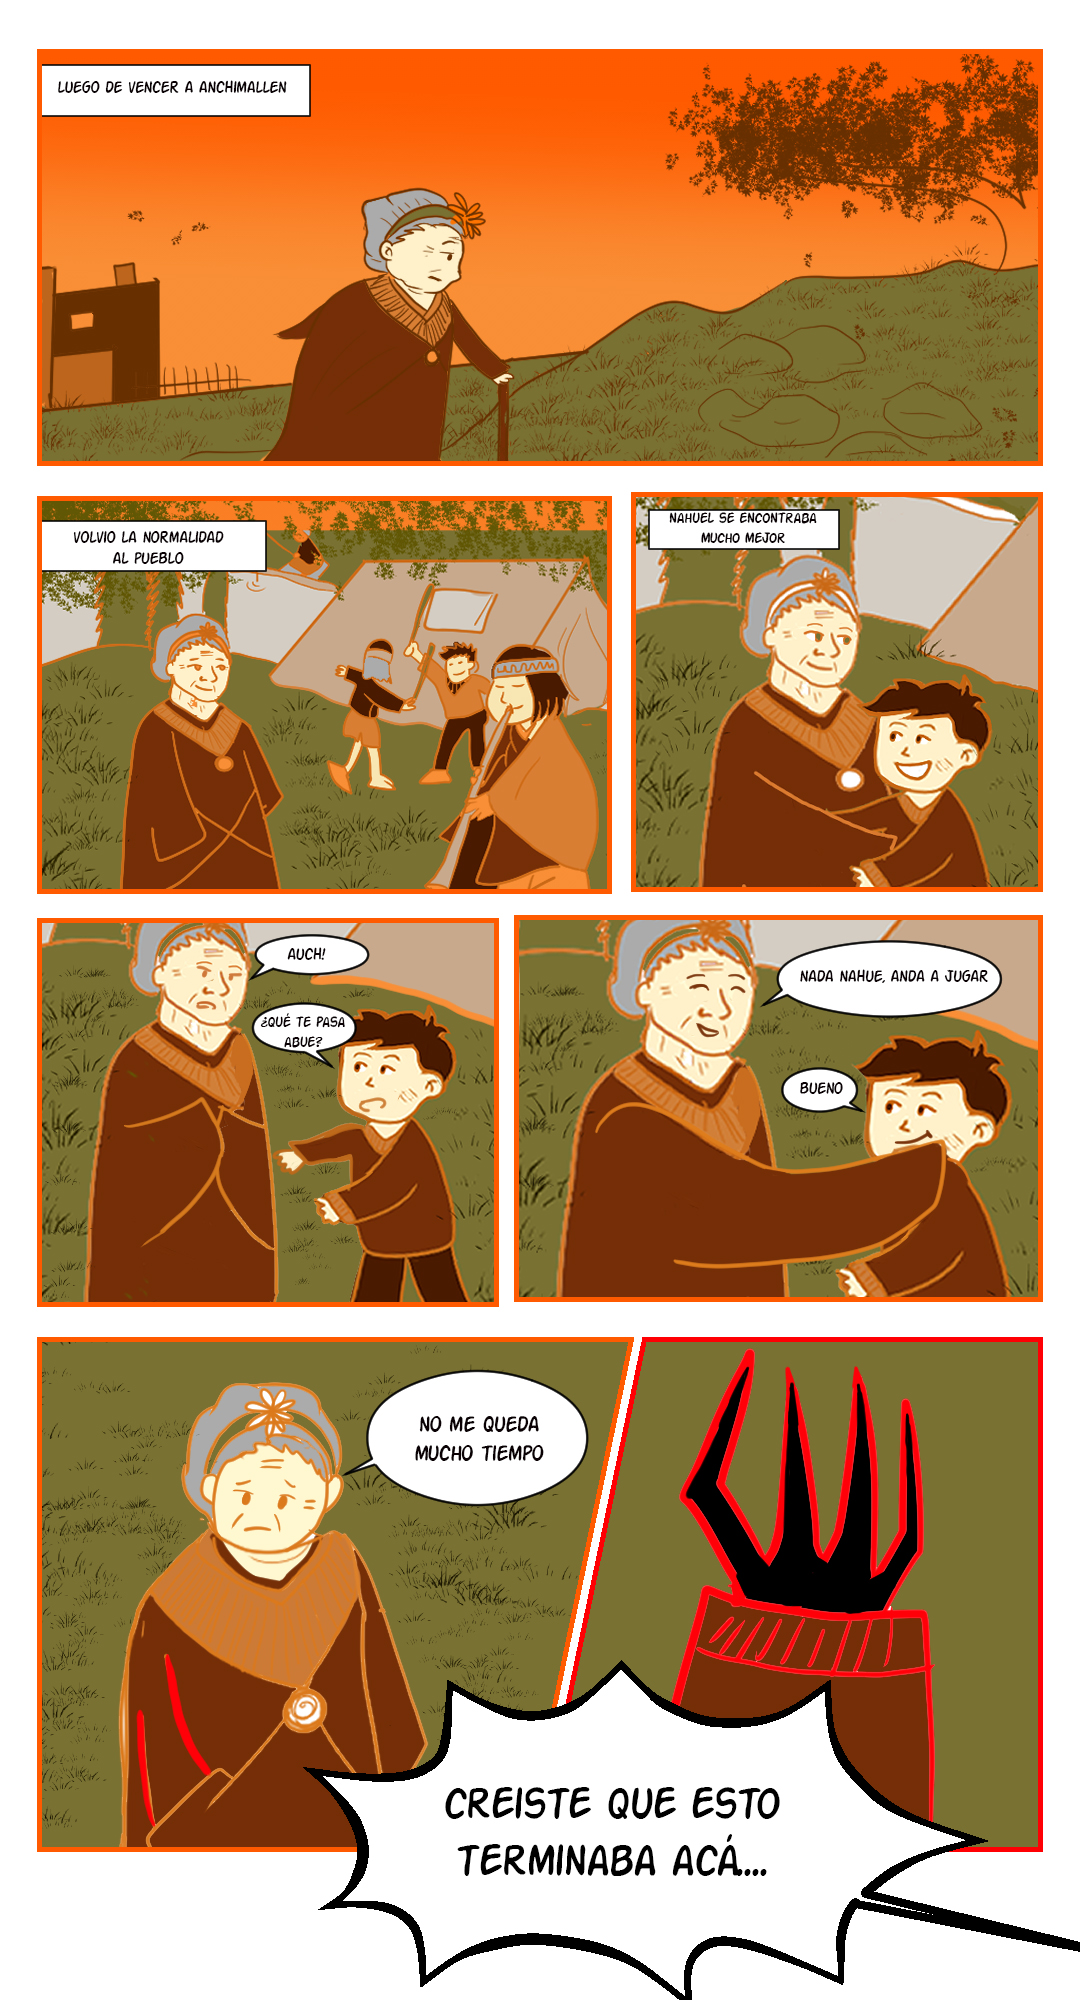 LUEGO DE VENCER A ANCHIMALLEN
VOLVIO LA NORMALIDAD
AL PUEBLO
NAHUEL SE ENCONTRABA
MUCHO MEJOR
AUCH!
¿QUÉ TE PASA
ABUE?
NADA NAHUE, ANDA A JUGAR
BUENO
NO ME QUEDA
MUCHO TIEMPO
CREISTE QUE ESTO
TERMINABA ACÁ....